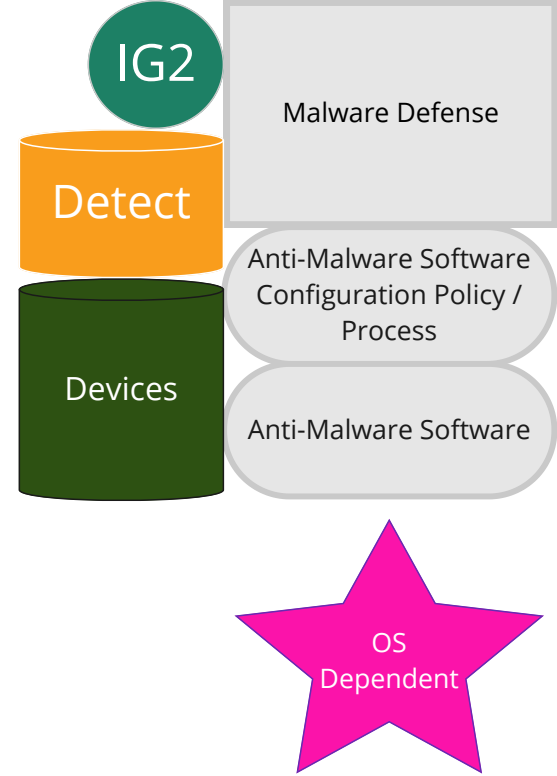 IG2
Malware Defense
Detect
Anti-Malware Software
Configuration Policy /
Process
Devices
Anti-Malware Software
OS
Dependent